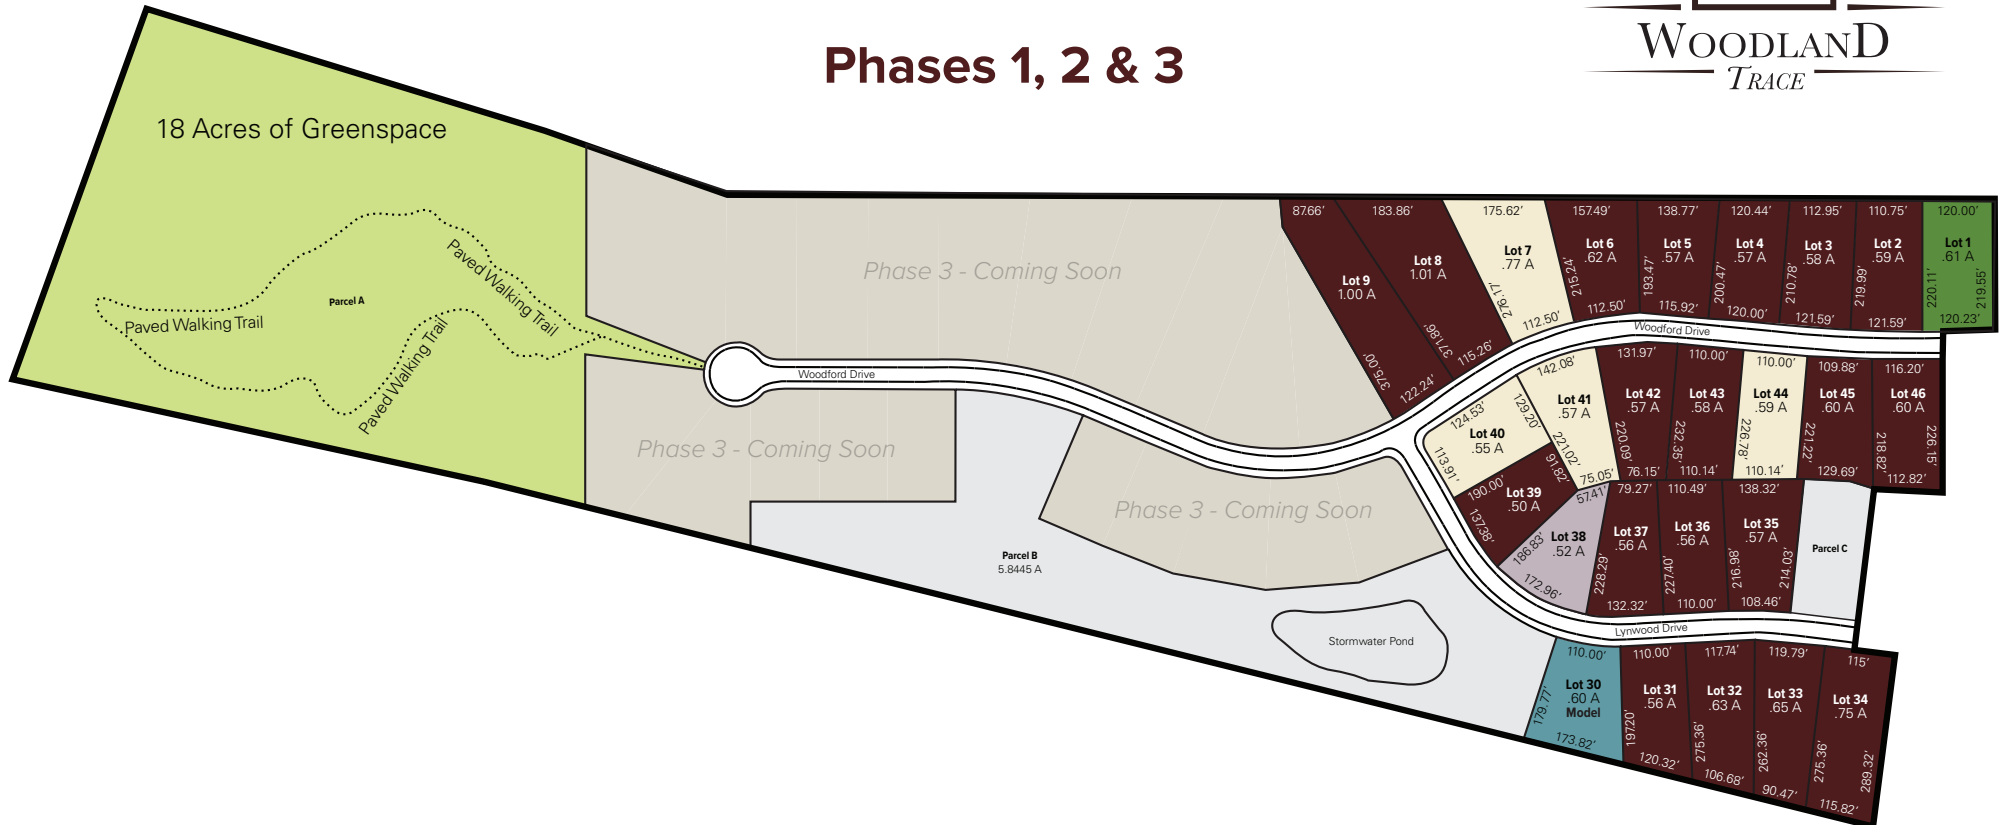 Phases 1, 2 & 3
WOODLAND
TRACE
18 Acres of Greenspace
Parcel A
Paved Walking Trail
Paved Walking Trail
Paved Walking Trail
Phase 3 - Coming Soon
Phase 3 - Coming Soon
Phase 3 - Coming Soon
Woodford Drive
Woodford Drive
Lynwood Drive
Parcel B
5.8445 A
Stormwater Pond
Parcel C
87.66’
Lot 9
1.00 A
375.00’
122.24’
183.86’
Lot 8
1.01 A
371.86’
115.26’
175.62’
Lot 7
.77 A
276.17’
112.50’
157.49’
Lot 6
.62 A
215.24’
112.50’
138.77’
Lot 5
.57 A
193.47’
115.92’
120.44’
Lot 4
.57 A
200.47’
120.00’
112.95’
Lot 3
.58 A
210.78’
121.59’
110.75’
Lot 2
.59 A
219.99’
121.59’
120.00’
Lot 1
.61 A
220.11’
219.55’
120.23’
124.53’
Lot 40
.55 A
113.91’
129.20’
142.08’
Lot 41
.57 A
221.02’
75.05’
131.97’
Lot 42
.57 A
220.09’
76.15’
110.00’
Lot 43
.58 A
232.35’
110.14’
110.00’
Lot 44
.59 A
226.78’
110.14’
109.88’
Lot 45
.60 A
221.22’
129.69’
116.20’
Lot 46
.60 A
218.82’
226.15’
112.82’
190.00’
91.82’
Lot 39
.50 A
137.38’
57.41’
Lot 38
.52 A
186.83’
172.96’
79.27’
Lot 37
.56 A
228.29’
132.32’
110.49’
Lot 36
.56 A
227.40’
110.00’
138.32’
Lot 35
.57 A
216.98’
214.03’
108.46’
110.00’
Lot 30
.60 A
Model
179.77’
173.82’
110.00’
Lot 31
.56 A
197.20’
120.32’
117.74’
Lot 32
.63 A
275.36’
106.68’
119.79’
Lot 33
.65 A
262.36’
90.47’
115’
Lot 34
.75 A
275.36’
289.32’
115.82’